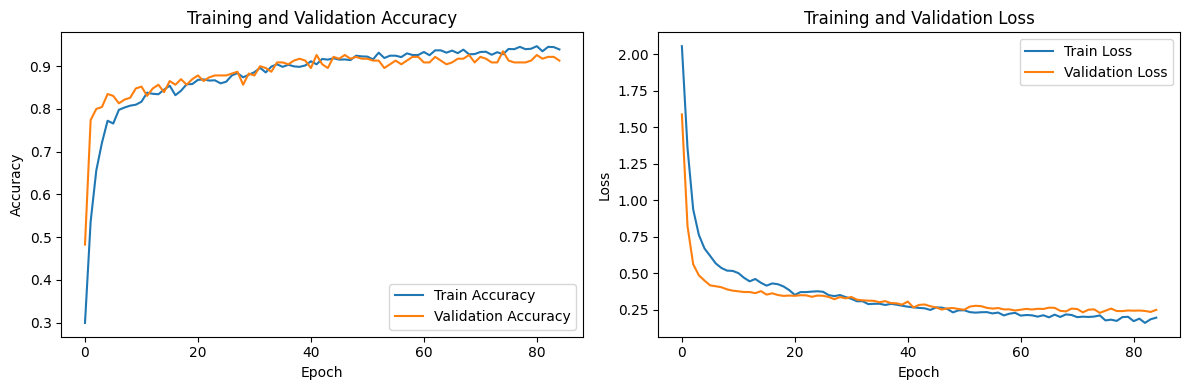 Training and Validation Accuracy
0.9
0.8
0.7
0.6
0.5
0.4
0.3
Accuracy
0 20 40 60 80
Epoch
Train Accuracy
Validation Accuracy
Training and Validation Loss
2.00
1.75
1.50
1.25
1.00
0.75
0.50
0.25
Loss
0 20 40 60 80
Epoch
Train Loss
Validation Loss